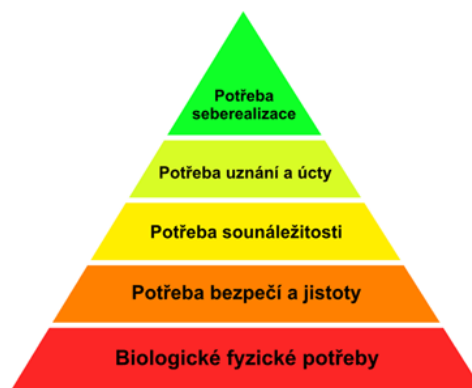 Potřeba
seberealizace
Potřeba uznání a úcty
Potřeba sounáležitosti
Potřeba bezpečí a jistoty
Biologické fyzické potřeby